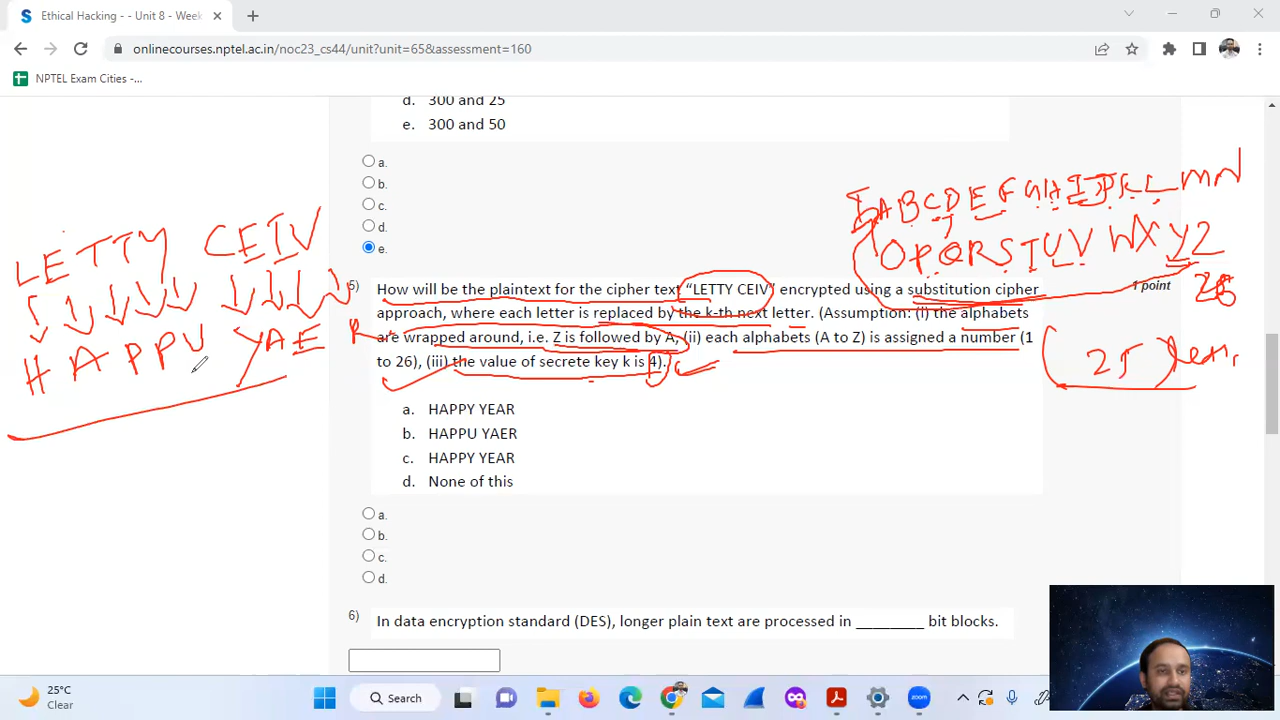 Ethical Hacking - - Unit 8 - Week
onlinecourses.nptel.ac.in/noc23_cs44/unit?unit=65&assessment=160
NPTEL Exam Cities -...
d. 300 and 25
e. 300 and 50
a.
b.
c.
d.
e.
A B C D E F G H I J K L M N
O P Q R S T U V W X Y Z
26
25
LETTY CEIV
HAPPU YAE R
5) How will be the plaintext for the cipher text “LETTY CEIV” encrypted using a substitution cipher
1 point
approach, where each letter is replaced by the k-th next letter. (Assumption: (i) the alphabets
are wrapped around, i.e. Z is followed by A, (ii) each alphabets (A to Z) is assigned a number (1
to 26), (iii) the value of secrete key k is 4).
a. HAPPY YEAR
b. HAPPU YAER
c. HAPPY YEAR
d. None of this
a.
b.
c.
d.
6) In data encryption standard (DES), longer plain text are processed in ________ bit blocks.
25°C
Clear
Search